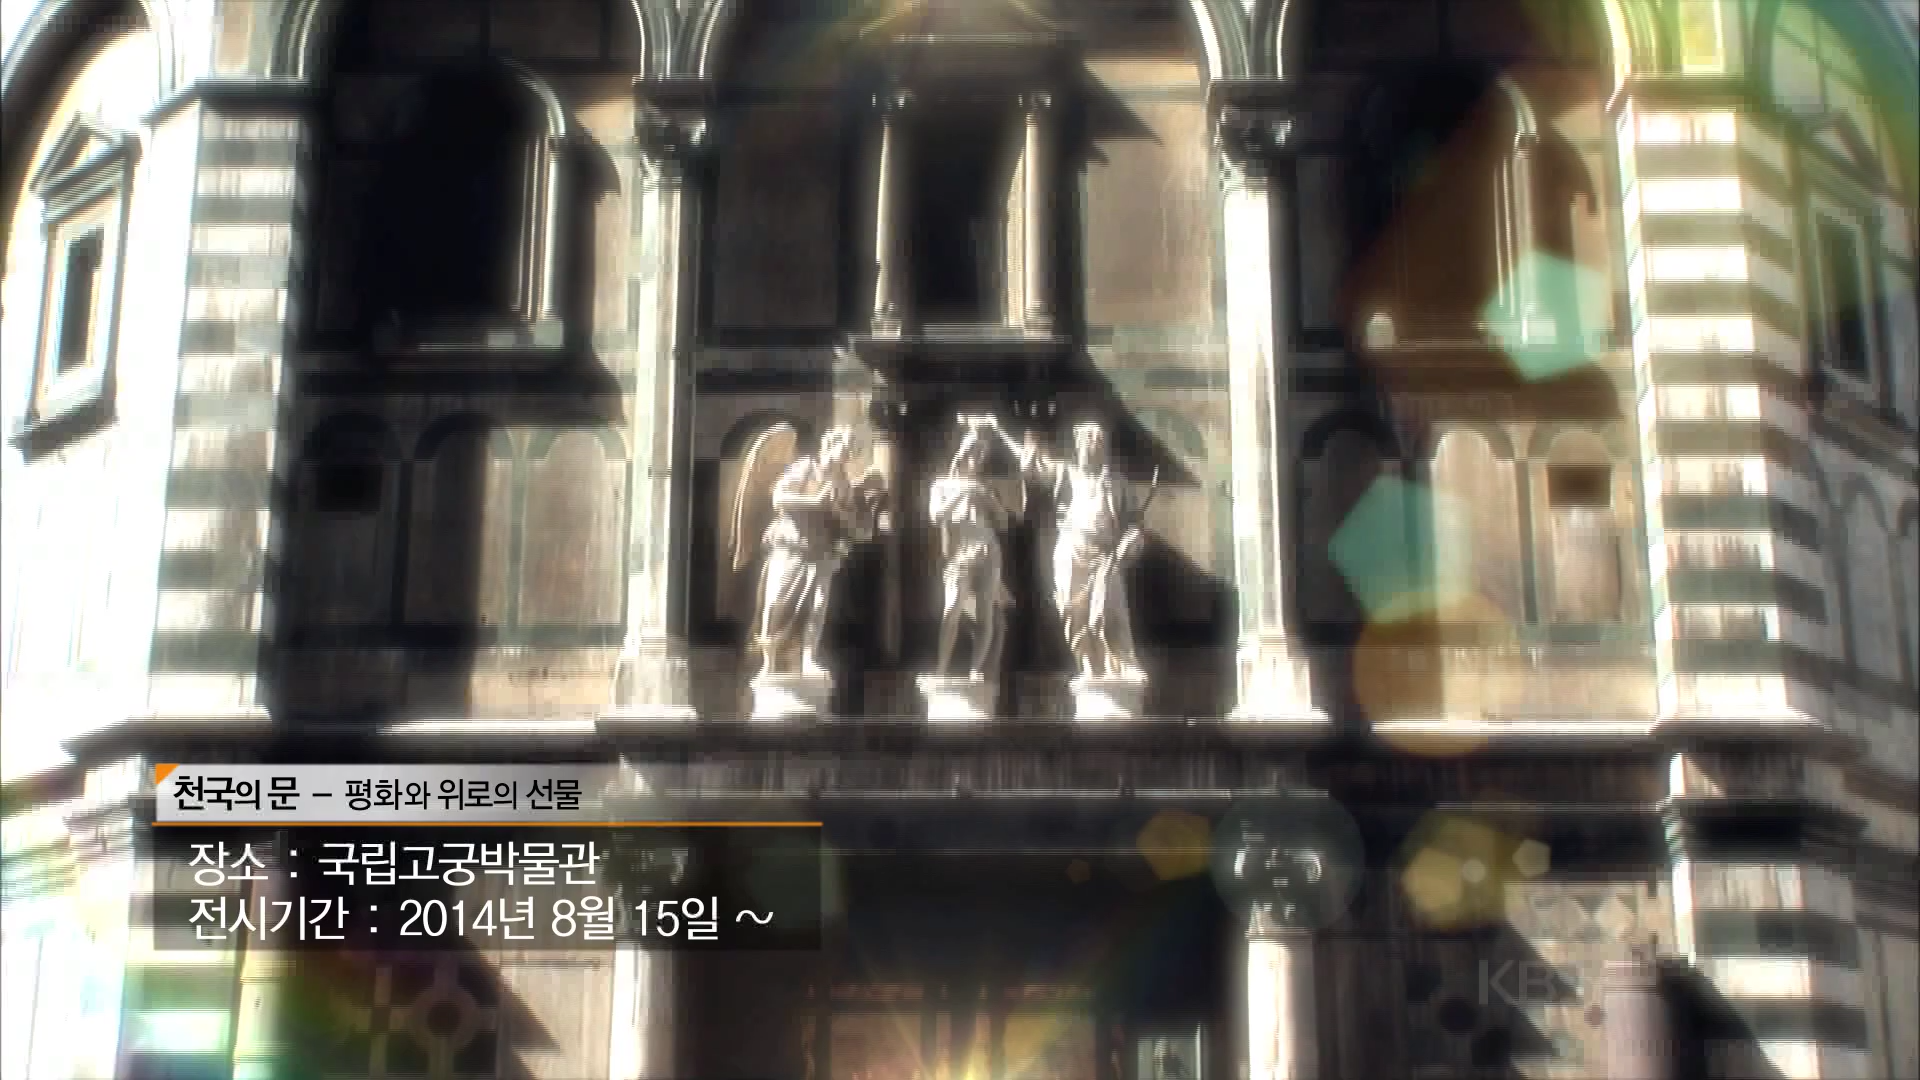 천국의 문 - 평화와 위로의 선물
장소 : 국립고궁박물관
전시기간 : 2014년 8월 15일 ~
KBS